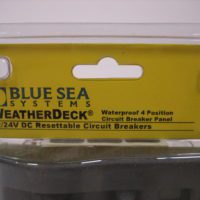 BLUE SEA
SYSTEMS
WEATHERDECK® Waterproof 4 Position
Circuit Breaker Panel
/24V DC Resettable Circuit Breakers